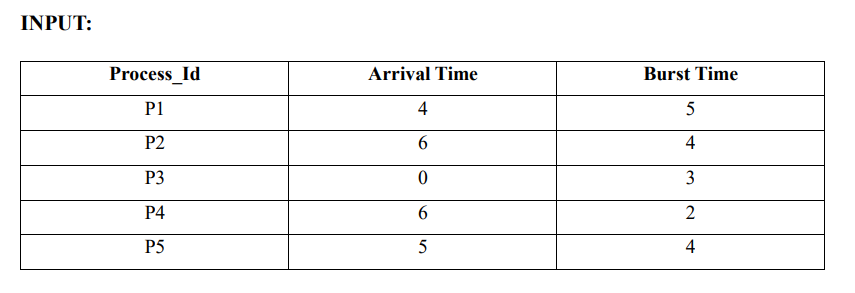 INPUT:
Process_Id Arrival Time Burst Time
P1 4 5
P2 6 4
P3 0 3
P4 6 2
P5 5 4